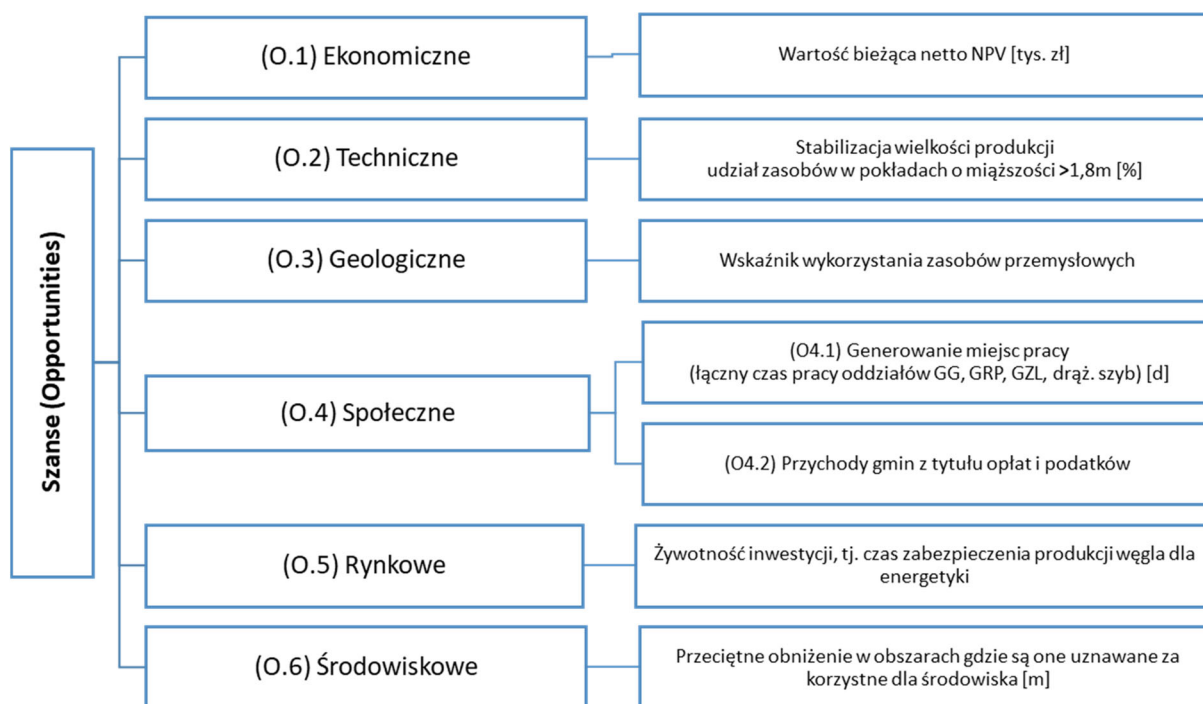 Szanse (Opportunities)
(O.1) Ekonomiczne
Wartość bieżąca netto NPV [tys. zł]
(O.2) Techniczne
Stabilizacja wielkości produkcji
udział zasobów w pokładach o miąższości >1,8m [%]
(O.3) Geologiczne
Wskaźnik wykorzystania zasobów przemysłowych
(O.4) Społeczne
(O4.1) Generowanie miejsc pracy
(łączny czas pracy oddziałów GG, GRP, GZL, drąż. szyb) [d]
(O4.2) Przychody gmin z tytułu opłat i podatków
(O.5) Rynkowe
Żywotność inwestycji, tj. czas zabezpieczenia produkcji węgla dla
energetyki
(O.6) Środowiskowe
Przeciętne obniżenie w obszarach gdzie są one uznawane za
korzystne dla środowiska [m]